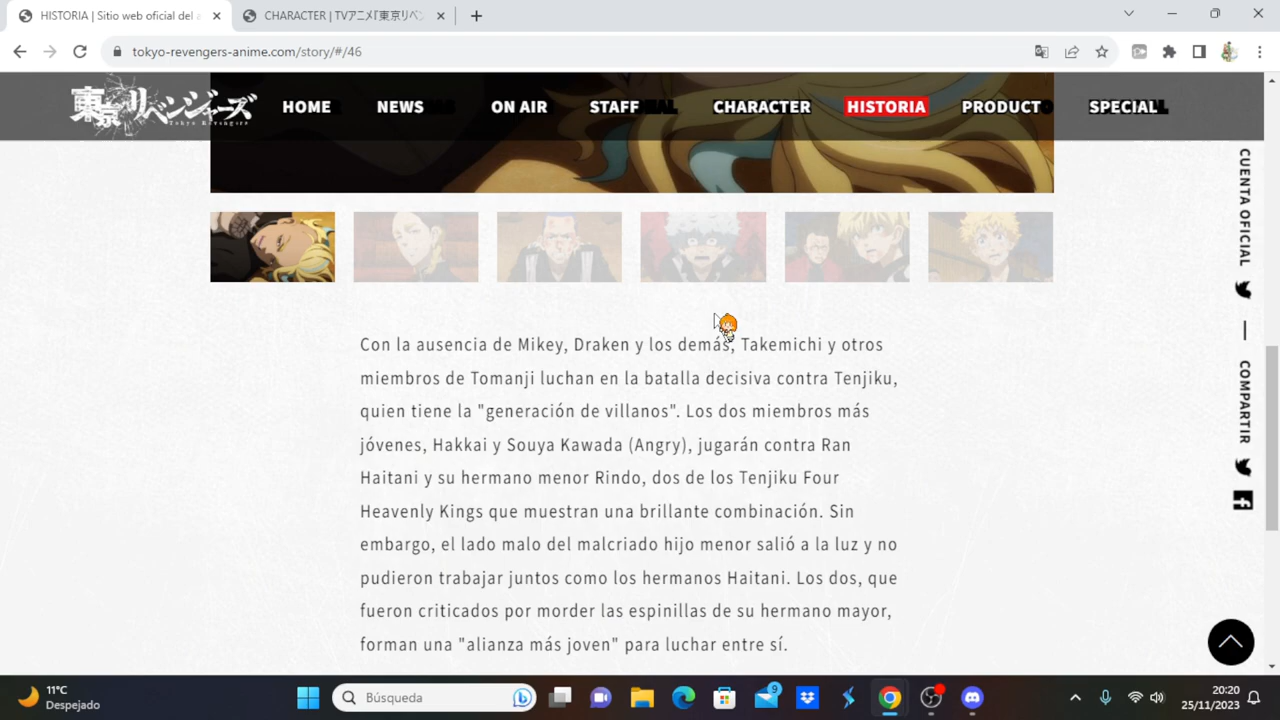 HISTORIA | Sitio web oficial del a
CHARACTER | TVアニメ『東京リベン
tokyo-revengers-anime.com/story/#/46
東京リベンジャーズ
Tokyo Revengers
HOME
NEWS
ON AIR
STAFF
CHARACTER
HISTORIA
PRODUCT
SPECIAL
CUENTA OFICIAL
COMPARTIR
Con la ausencia de Mikey, Draken y los demás, Takemichi y otros
miembros de Tomanji luchan en la batalla decisiva contra Tenjiku,
quien tiene la "generación de villanos". Los dos miembros más
jóvenes, Hakkai y Souya Kawada (Angry), jugarán contra Ran
Haitani y su hermano menor Rindo, dos de los Tenjiku Four
Heavenly Kings que muestran una brillante combinación. Sin
embargo, el lado malo del malcriado hijo menor salió a la luz y no
pudieron trabajar juntos como los hermanos Haitani. Los dos, que
fueron criticados por morder las espinillas de su hermano mayor,
forman una "alianza más joven" para luchar entre sí.
11°C
Despejado
Búsqueda
9
20:20
25/11/2023